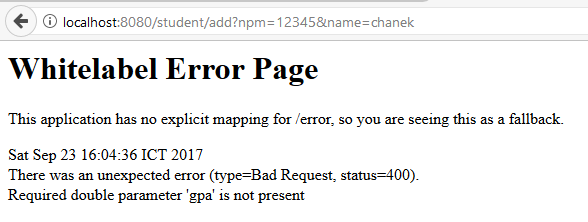 localhost:8080/student/add?npm=12345&name=chanek
Whitelabel Error Page
This application has no explicit mapping for /error, so you are seeing this as a fallback.
Sat Sep 23 16:04:36 ICT 2017
There was an unexpected error (type=Bad Request, status=400).
Required double parameter 'gpa' is not present